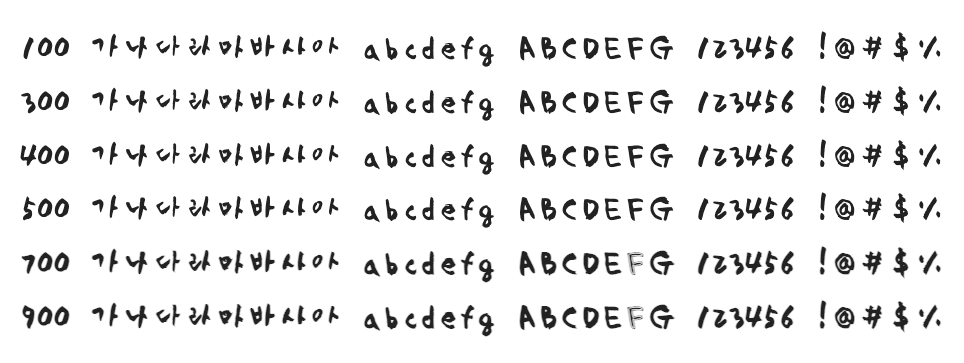 100 가나다라마바사아 abcdefg ABCDEFG 123456 !@#$%
300 가나다라마바사아 abcdefg ABCDEFG 123456 !@#$%
400 가나다라마바사아 abcdefg ABCDEFG 123456 !@#$%
500 가나다라마바사아 abcdefg ABCDEFG 123456 !@#$%
700 가나다라마바사아 abcdefg ABCDEFG 123456 !@#$%
900 가나다라마바사아 abcdefg ABCDEFG 123456 !@#$%